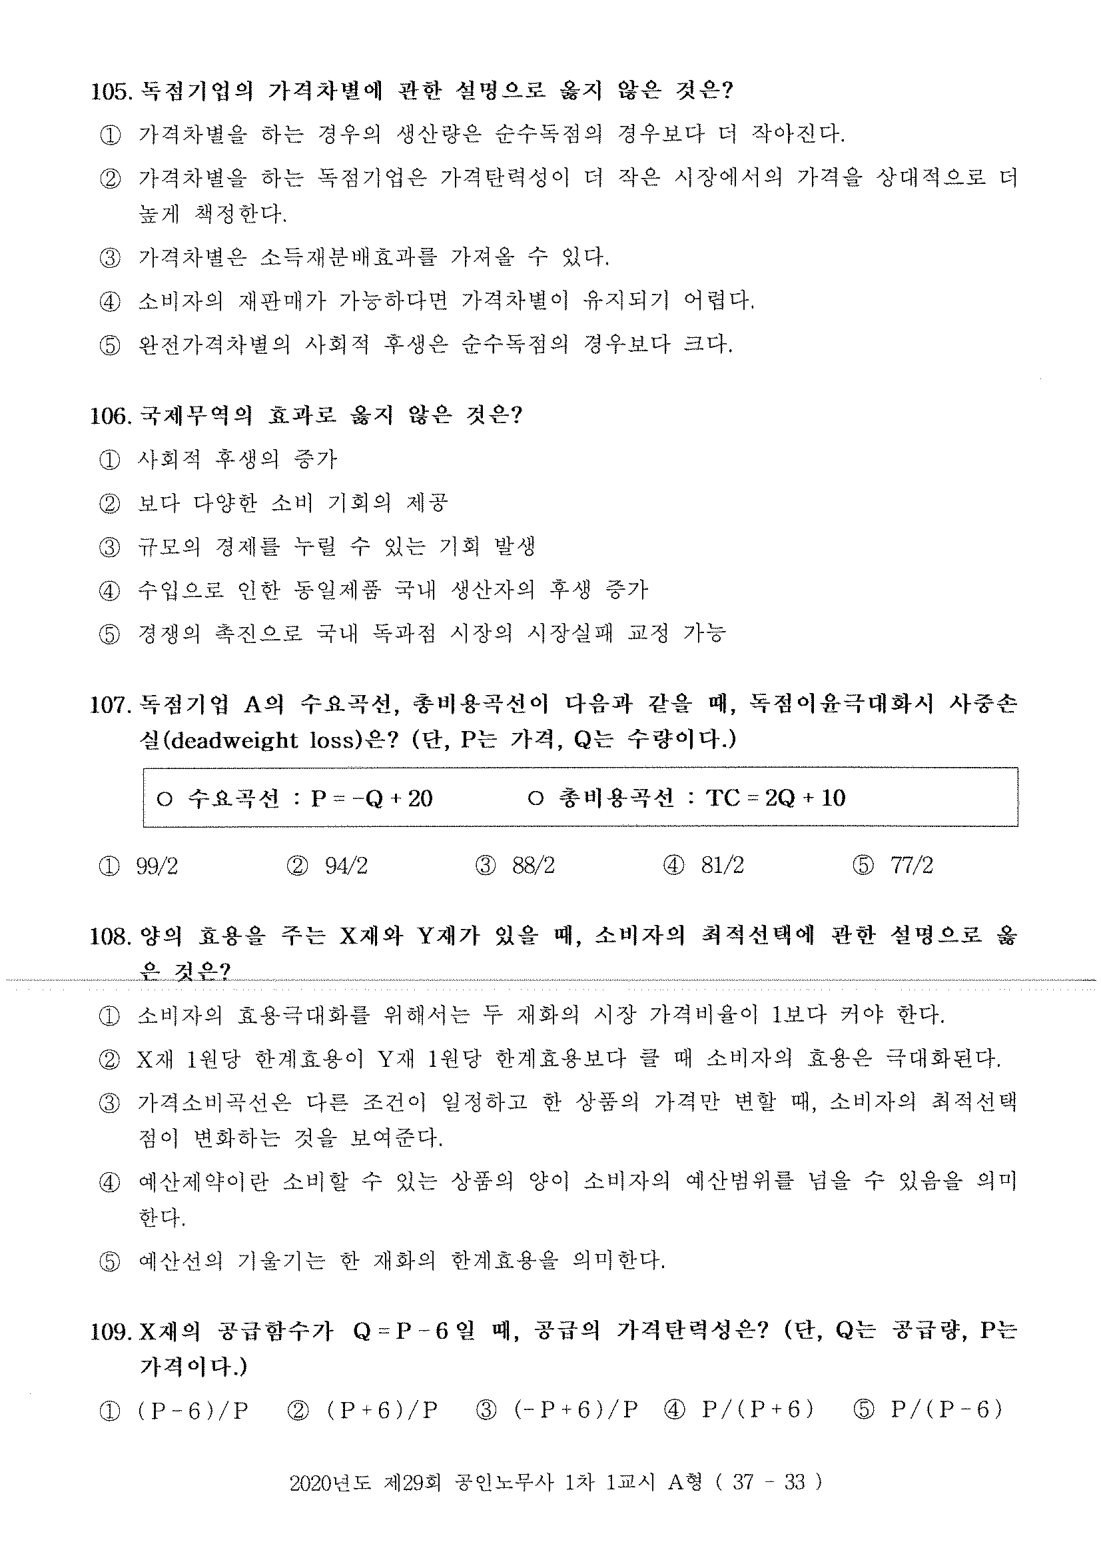 105. 독점기업의 가격차별에 관한 설명으로 옳지 않은 것은?
① 가격차별을 하는 경우의 생산량은 순수독점의 경우보다 더 작아진다.
② 가격차별을 하는 독점기업은 가격탄력성이 더 작은 시장에서의 가격을 상대적으로 더
높게 책정한다.
③ 가격차별은 소득재분배효과를 가져올 수 있다.
④ 소비자의 재판매가 가능하다면 가격차별이 유지되기 어렵다.
⑤ 완전가격차별의 사회적 후생은 순수독점의 경우보다 크다.
106. 국제무역의 효과로 옳지 않은 것은?
① 사회적 후생의 증가
② 보다 다양한 소비 기회의 제공
③ 규모의 경제를 누릴 수 있는 기회 발생
④ 수입으로 인한 동일제품 국내 생산자의 후생 증가
⑤ 경쟁의 촉진으로 국내 독과점 시장의 시장실패 교정 가능
107. 독점기업 A의 수요곡선, 총비용곡선이 다음과 같을 때, 독점이윤극대화시 사중손
실(deadweight loss)은? (단, P는 가격, Q는 수량이다.)
○ 수요곡선 : P = -Q + 20 ○ 총비용곡선 : TC = 2Q + 10
① 99/2 ② 94/2 ③ 88/2 ④ 81/2 ⑤ 77/2
108. 양의 효용을 주는 X재와 Y재가 있을 때, 소비자의 최적선택에 관한 설명으로 옳
은 것은?
① 소비자의 효용극대화를 위해서는 두 재화의 시장 가격비율이 1보다 커야 한다.
② X재 1원당 한계효용이 Y재 1원당 한계효용보다 클 때 소비자의 효용은 극대화된다.
③ 가격소비곡선은 다른 조건이 일정하고 한 상품의 가격만 변할 때, 소비자의 최적선택
점이 변화하는 것을 보여준다.
④ 예산제약이란 소비할 수 있는 상품의 양이 소비자의 예산범위를 넘을 수 있음을 의미
한다.
⑤ 예산선의 기울기는 한 재화의 한계효용을 의미한다.
109. X재의 공급함수가 Q = P - 6일 때, 공급의 가격탄력성은? (단, Q는 공급량, P는
가격이다.)
① (P-6)/P ② (P+6)/P ③ (-P+6)/P ④ P/(P+6) ⑤ P/(P-6)
2020년도 제29회 공인노무사 1차 1교시 A형 ( 37 - 33 )